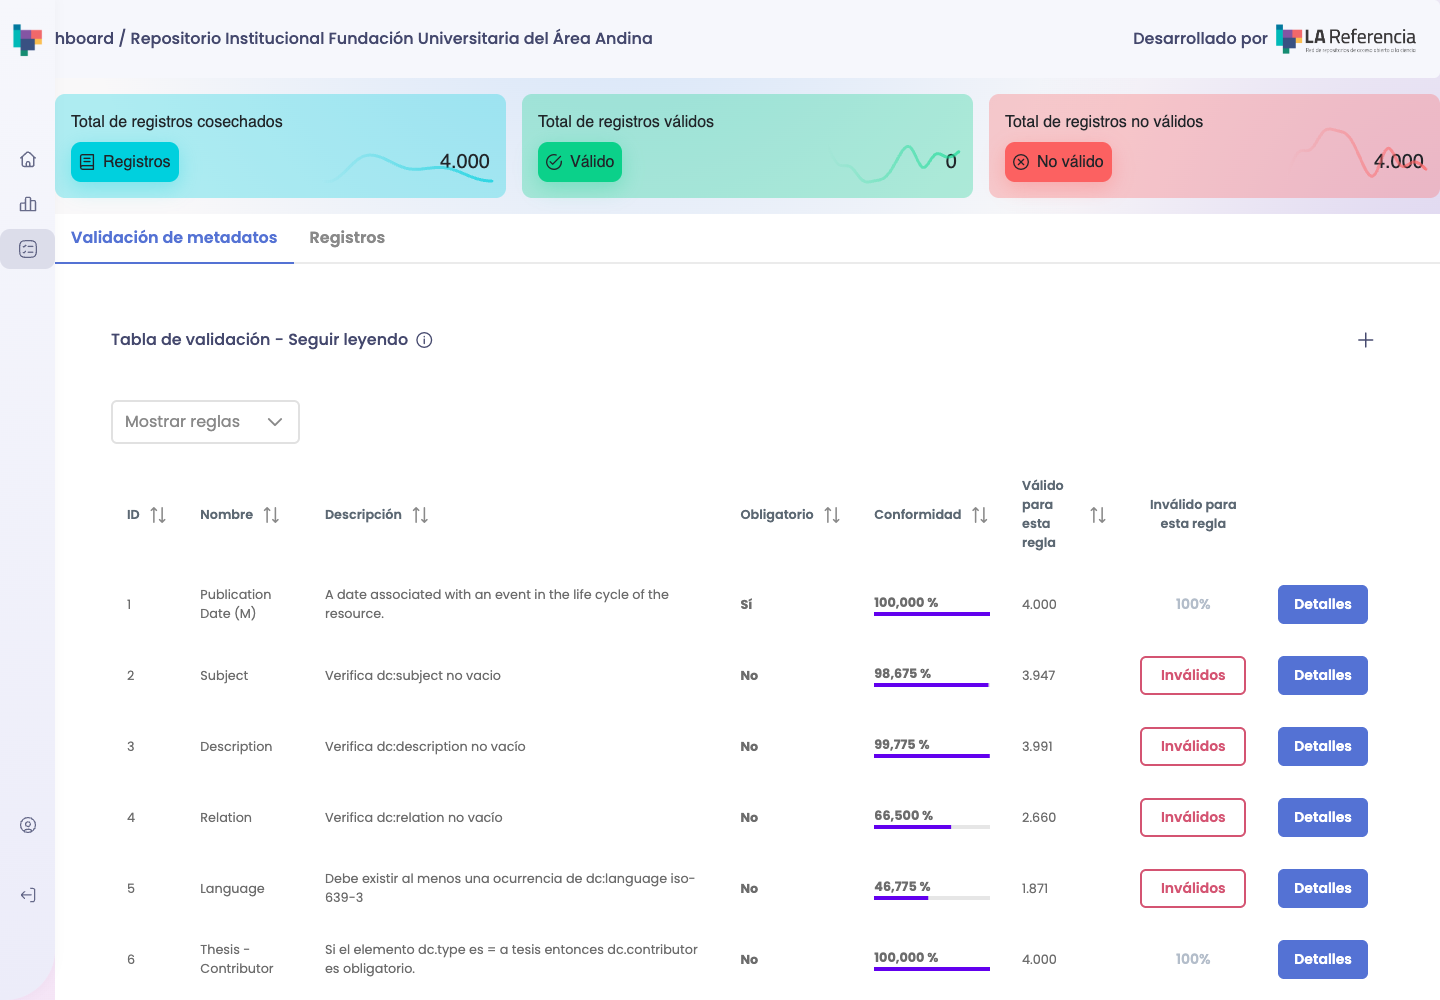 hboard / Repositorio Institucional Fundación Universitaria del Área Andina
Desarrollado por
LA Referencia
Red de repositorios de acceso abierto a la ciencia
Total de registros cosechados
Registros
4.000
Total de registros válidos
Válido
0
Total de registros no válidos
No válido
4.000
Validación de metadatos
Registros
Tabla de validación - Seguir leyendo
Mostrar reglas
ID
Nombre
Descripción
Obligatorio
Conformidad
Válido
para
esta
regla
Inválido para
esta regla
1
Publication
Date (M)
A date associated with an event in the life cycle of the
resource.
Sí
100,000 %
4.000
100%
Detalles
2
Subject
Verifica dc:subject no vacio
No
98,675 %
3.947
Inválidos
Detalles
3
Description
Verifica dc:description no vacío
No
99,775 %
3.991
Inválidos
Detalles
4
Relation
Verifica dc:relation no vacío
No
66,500 %
2.660
Inválidos
Detalles
5
Language
Debe existir al menos una ocurrencia de dc:language iso-
639-3
No
46,775 %
1.871
Inválidos
Detalles
6
Thesis -
Contributor
Si el elemento dc.type es = a tesis entonces dc.contributor
es obligatorio.
No
100,000 %
4.000
100%
Detalles